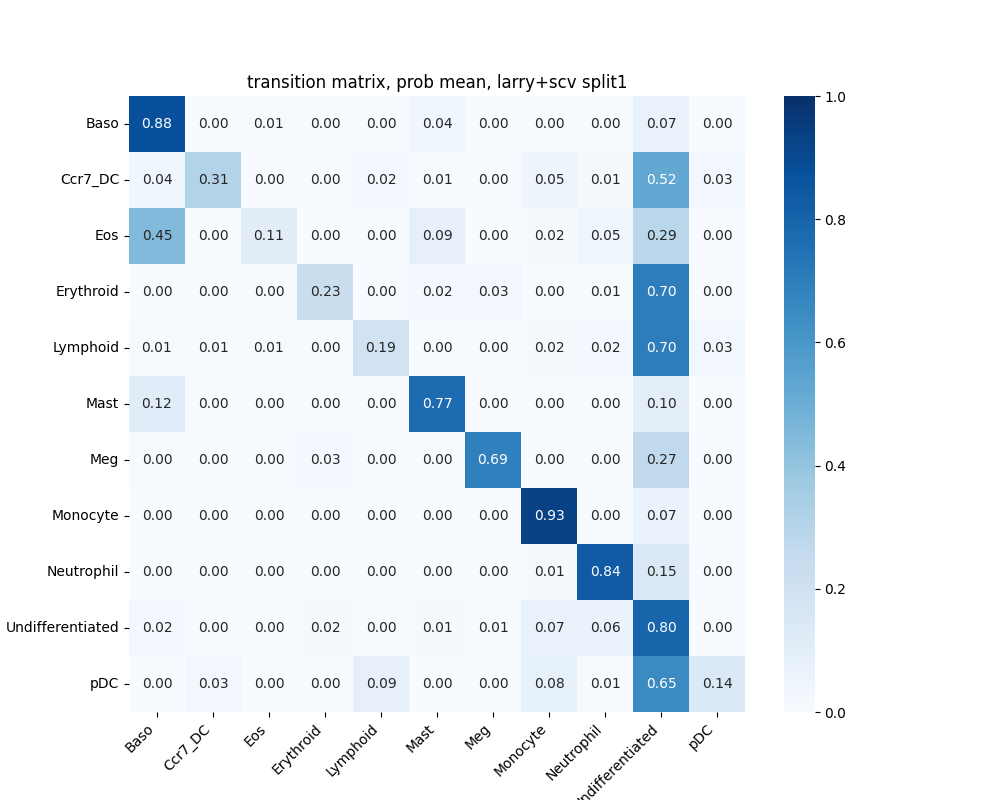 transition matrix, prob mean, larry+scv split1
Baso 0.88 0.00 0.01 0.00 0.00 0.04 0.00 0.00 0.00 0.07 0.00
Ccr7_DC 0.04 0.31 0.00 0.00 0.02 0.01 0.00 0.05 0.01 0.52 0.03
Eos 0.45 0.00 0.11 0.00 0.00 0.09 0.00 0.02 0.05 0.29 0.00
Erythroid 0.00 0.00 0.00 0.23 0.00 0.02 0.03 0.00 0.01 0.70 0.00
Lymphoid 0.01 0.01 0.01 0.00 0.19 0.00 0.00 0.02 0.02 0.70 0.03
Mast 0.12 0.00 0.00 0.00 0.00 0.77 0.00 0.00 0.00 0.10 0.00
Meg 0.00 0.00 0.00 0.03 0.00 0.00 0.69 0.00 0.00 0.27 0.00
Monocyte 0.00 0.00 0.00 0.00 0.00 0.00 0.00 0.93 0.00 0.07 0.00
Neutrophil 0.00 0.00 0.00 0.00 0.00 0.00 0.00 0.01 0.84 0.15 0.00
Undifferentiated 0.02 0.00 0.00 0.02 0.00 0.01 0.01 0.07 0.06 0.80 0.00
pDC 0.00 0.03 0.00 0.00 0.09 0.00 0.00 0.08 0.01 0.65 0.14
Baso Ccr7_DC Eos Erythroid Lymphoid Mast Meg Monocyte Neutrophil ndifferentiated pDC
1.0
0.8
0.6
0.4
0.2
0.0